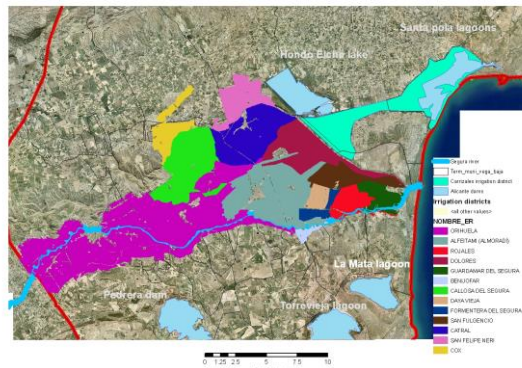 Santa pola lagoons
Hondo Elche lake
La Mata lagoon
Pedrera dam
Torrevieja lagoon
Segura river
Term_muni_vega_baja
Carrizales irrigation district
Alicante dams
Irrigation districts
<all other values>
NOMBRE_ER
ORIHUELA
ALFEITAMI (ALMORADI)
ROJALES
DOLORES
GUARDAMAR DEL SEGURA
BENIJOFAR
CALLOSA DEL SEGURA
DAYA VIEJA
FORMENTERA DEL SEGURA
SAN FULGENCIO
CATRAL
SAN FELIPE NERI
COX
0 1.25 2.5 5 7.5 10